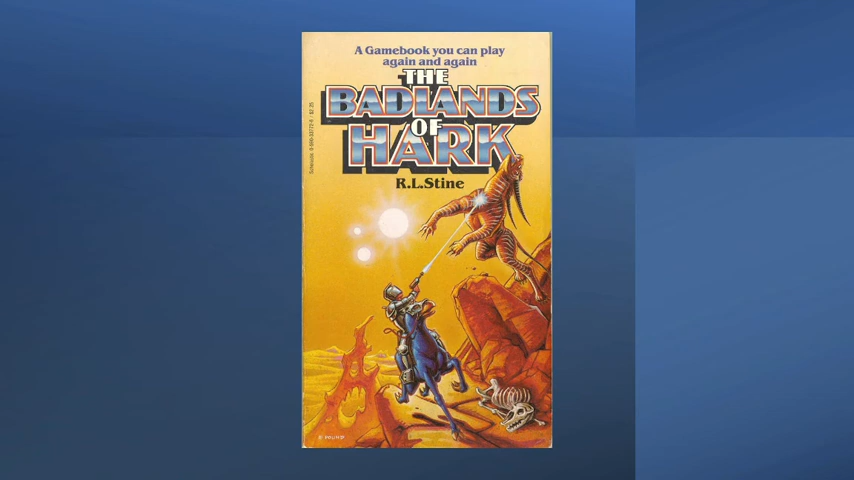 A Gamebook you can play
again and again
THE
BADLANDS
OF
HARK
R.L.Stine